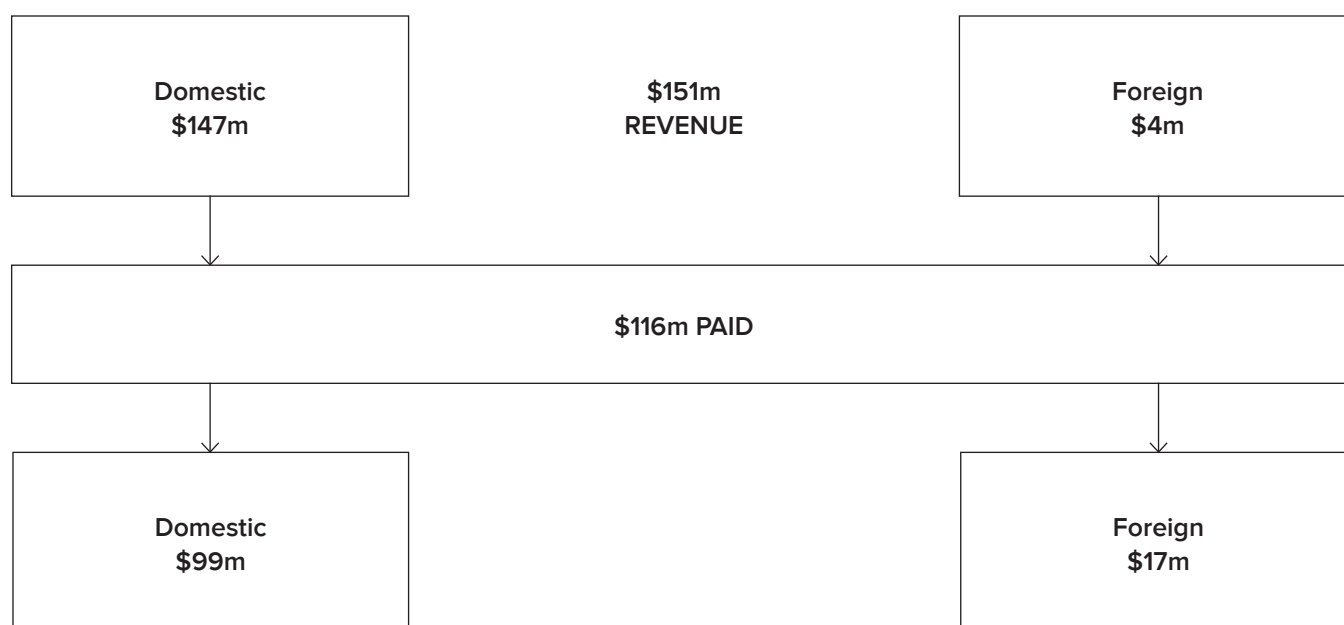 Domestic
$147m
$151m
REVENUE
Foreign
$4m
$116m PAID
Domestic
$99m
Foreign
$17m